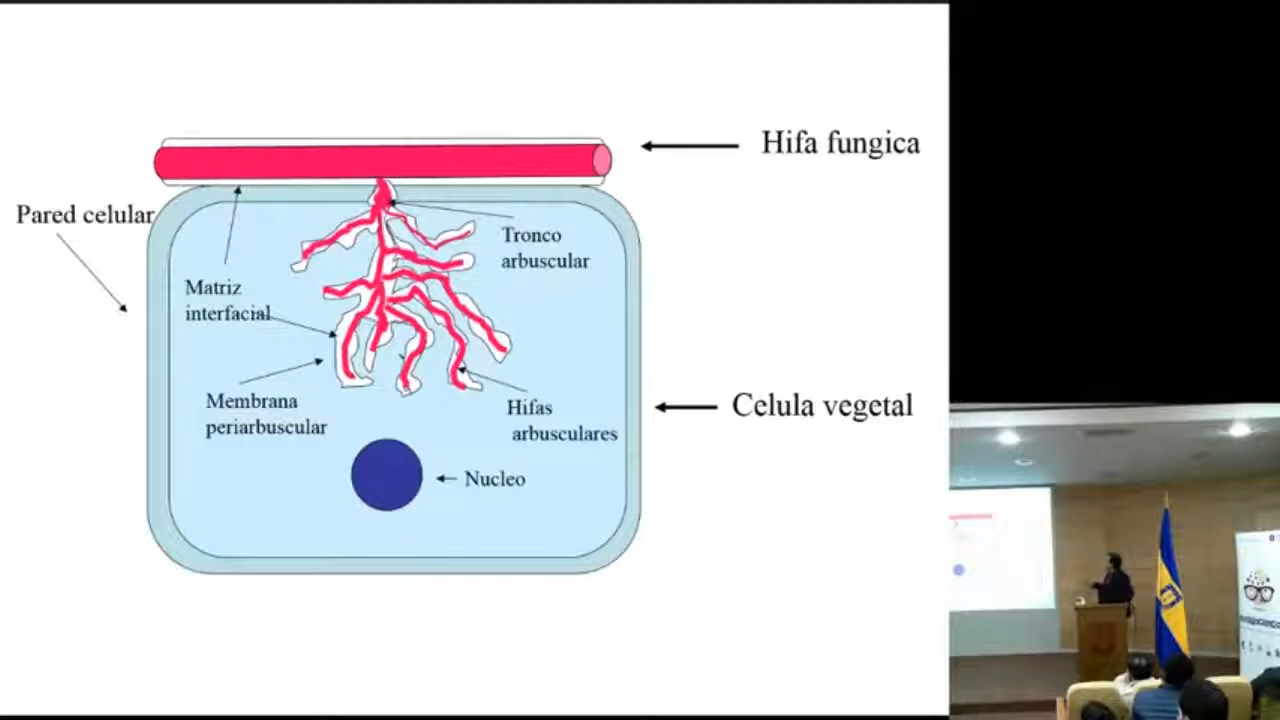 Hifa fungica
Pared celular
Tronco
arbuscular
Matriz
interfacial
Membrana
periarbuscular
Hifas
arbusculares
Celula vegetal
Nucleo